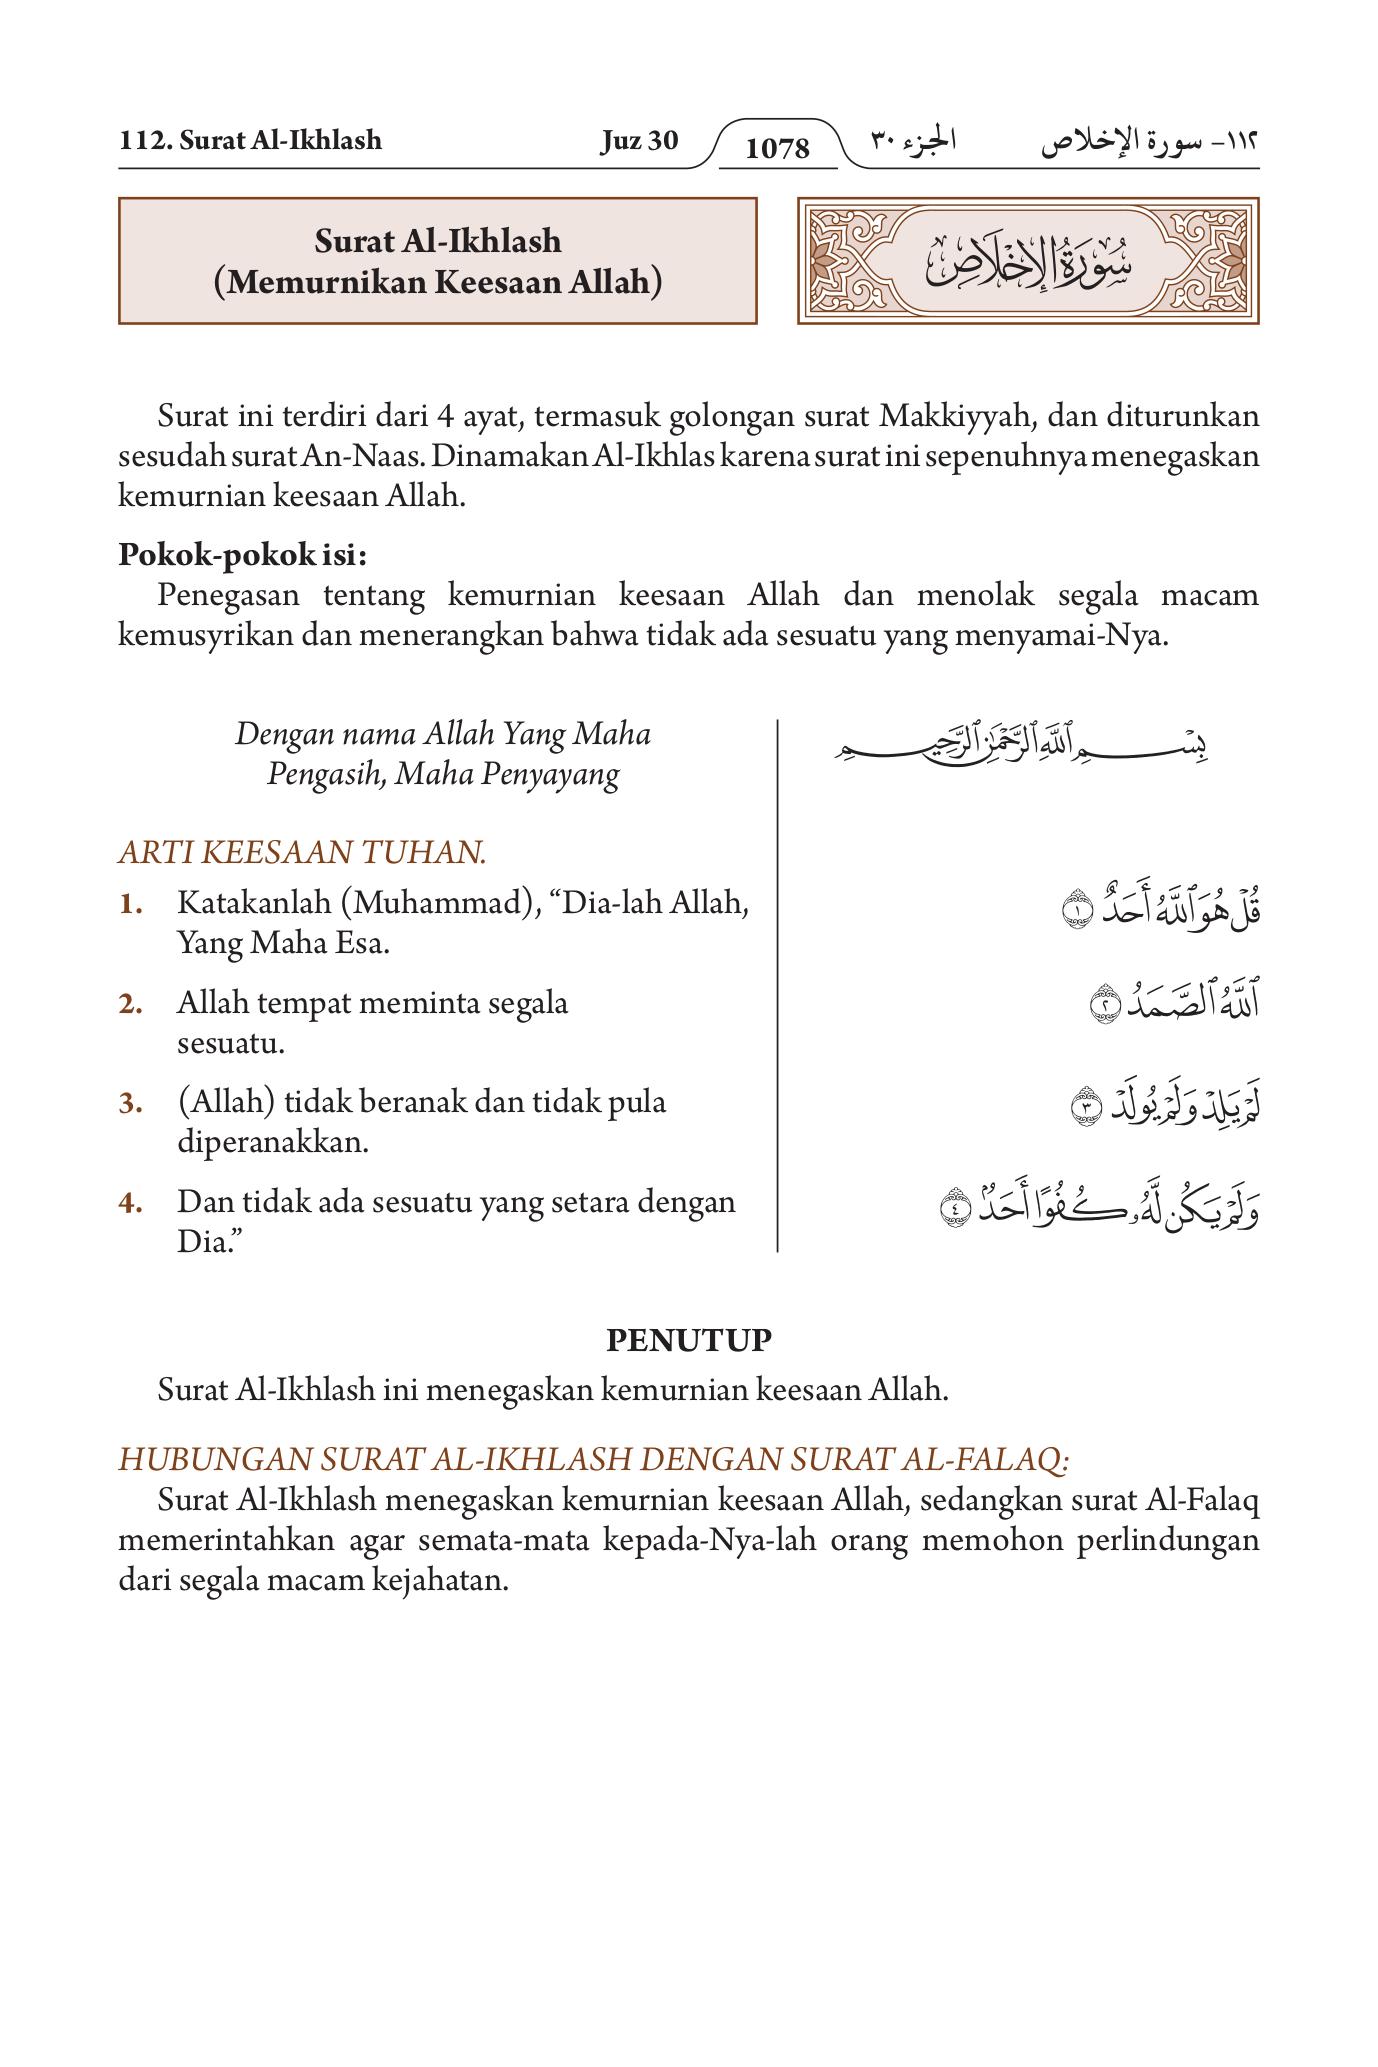 112. Surat Al-Ikhlash Juz 30 1078 الجزء ٣٠ ١١٢– سورة الإخلاص
Surat Al-Ikhlash
(Memurnikan Keesaan Allah)
سُورَةُ الإِخْلَاصِ
Surat ini terdiri dari 4 ayat, termasuk golongan surat Makkiyyah, dan diturunkan
sesudah surat An-Naas. Dinamakan Al-Ikhlas karena surat ini sepenuhnya menegaskan
kemurnian keesaan Allah.
Pokok-pokok isi:
Penegasan tentang kemurnian keesaan Allah dan menolak segala macam
kemusyrikan dan menerangkan bahwa tidak ada sesuatu yang menyamai-Nya.
Dengan nama Allah Yang Maha
Pengasih, Maha Penyayang
بِسْمِ ٱللَّهِ ٱلرَّحْمَٰنِ ٱلرَّحِيمِ
ARTI KEESAAN TUHAN.
1. Katakanlah (Muhammad), “Dia-lah Allah,
Yang Maha Esa.
قُلْ هُوَ ٱللَّهُ أَحَدٌ ١
2. Allah tempat meminta segala
sesuatu.
ٱللَّهُ ٱلصَّمَدُ ٢
3. (Allah) tidak beranak dan tidak pula
diperanakkan.
لَمْ يَلِدْ وَلَمْ يُولَدْ ٣
4. Dan tidak ada sesuatu yang setara dengan
Dia.”
وَلَمْ يَكُن لَّهُۥ كُفُوًا أَحَدٌۢ ٤
PENUTUP
Surat Al-Ikhlash ini menegaskan kemurnian keesaan Allah.
HUBUNGAN SURAT AL-IKHLASH DENGAN SURAT AL-FALAQ:
Surat Al-Ikhlash menegaskan kemurnian keesaan Allah, sedangkan surat Al-Falaq
memerintahkan agar semata-mata kepada-Nya-lah orang memohon perlindungan
dari segala macam kejahatan.